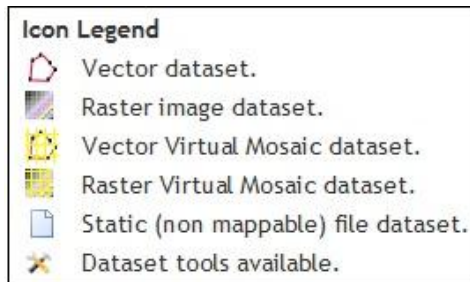 Icon Legend
Vector dataset.
Raster image dataset.
Vector Virtual Mosaic dataset.
Raster Virtual Mosaic dataset.
Static (non mappable) file dataset.
Dataset tools available.